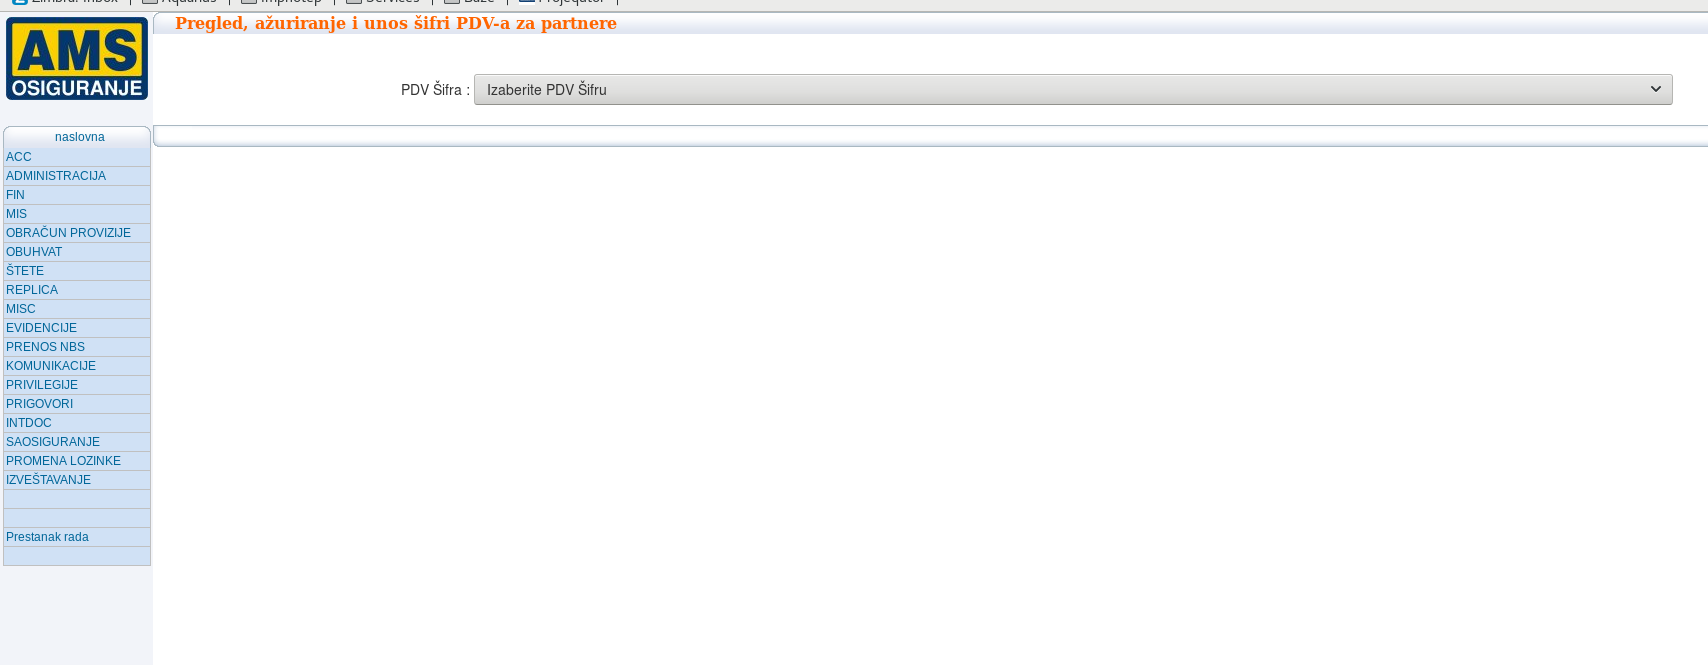 Zimbra: Inbox
Aquarius
Imphotep
Services
Baze
Projeqator
AMS
OSIGURANJE
Pregled, ažuriranje i unos šifri PDV-a za partnere
PDV Šifra :
Izaberite PDV Šifru
naslovna
ACC
ADMINISTRACIJA
FIN
MIS
OBRAČUN PROVIZIJE
OBUHVAT
ŠTETE
REPLICA
MISC
EVIDENCIJE
PRENOS NBS
KOMUNIKACIJE
PRIVILEGIJE
PRIGOVORI
INTDOC
SAOSIGURANJE
PROMENA LOZINKE
IZVEŠTAVANJE
Prestanak rada